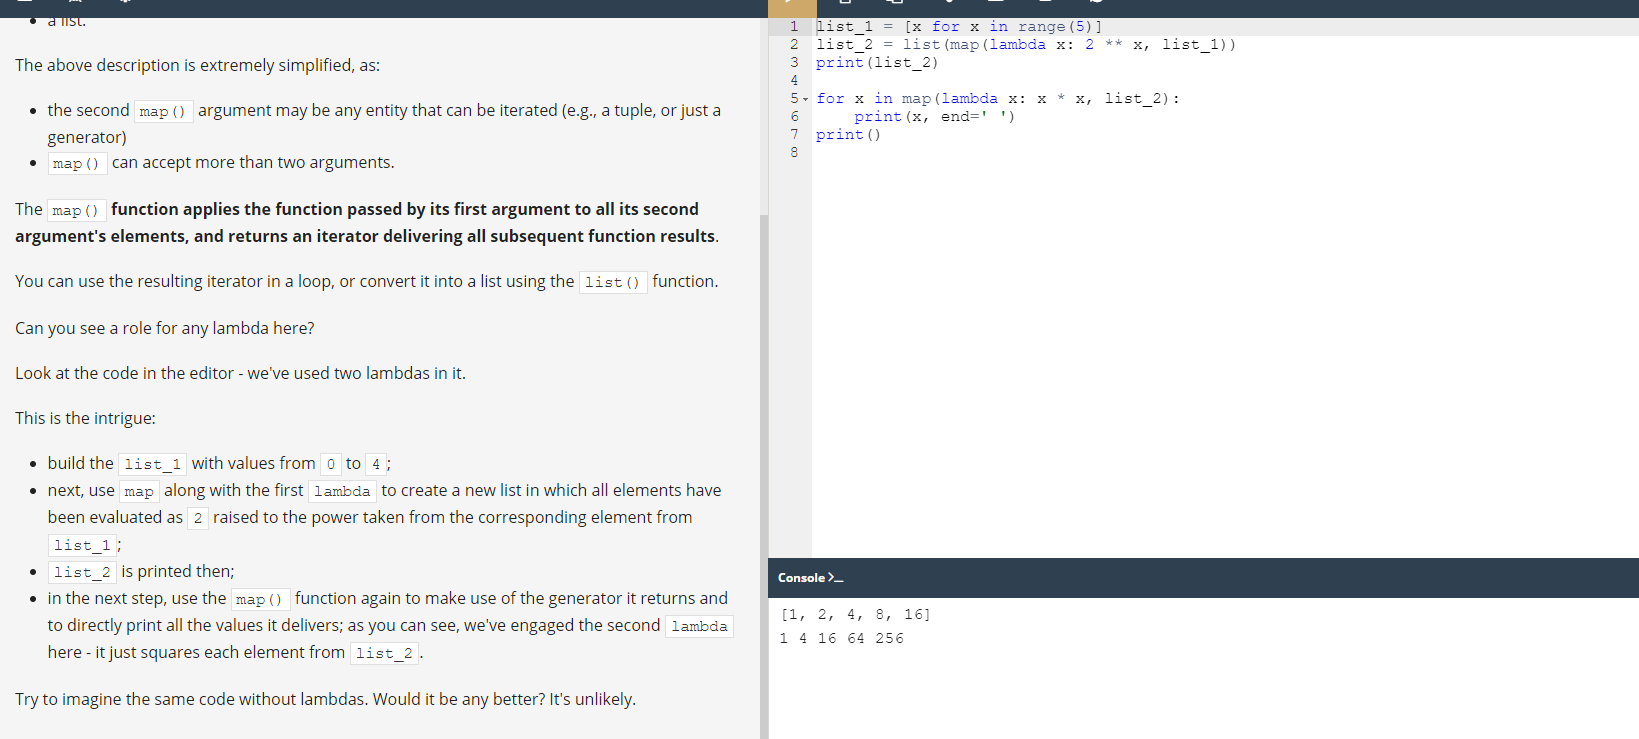 • a list.
The above description is extremely simplified, as:
• the second map() argument may be any entity that can be iterated (e.g., a tuple, or just a
generator)
• map() can accept more than two arguments.
The map() function applies the function passed by its first argument to all its second
argument's elements, and returns an iterator delivering all subsequent function results.
You can use the resulting iterator in a loop, or convert it into a list using the list() function.
Can you see a role for any lambda here?
Look at the code in the editor - we've used two lambdas in it.
This is the intrigue:
• build the list_1 with values from 0 to 4;
• next, use map along with the first lambda to create a new list in which all elements have
been evaluated as 2 raised to the power taken from the corresponding element from
list_1;
• list_2 is printed then;
• in the next step, use the map() function again to make use of the generator it returns and
to directly print all the values it delivers; as you can see, we've engaged the second lambda
here - it just squares each element from list_2.
Try to imagine the same code without lambdas. Would it be any better? It's unlikely.
1 list_1 = [x for x in range(5)]
2 list_2 = list(map(lambda x: 2 ** x, list_1))
3 print(list_2)
4
5 for x in map(lambda x: x * x, list_2):
6     print(x, end=' ')
7 print()
8
Console >_
[1, 2, 4, 8, 16]
1 4 16 64 256